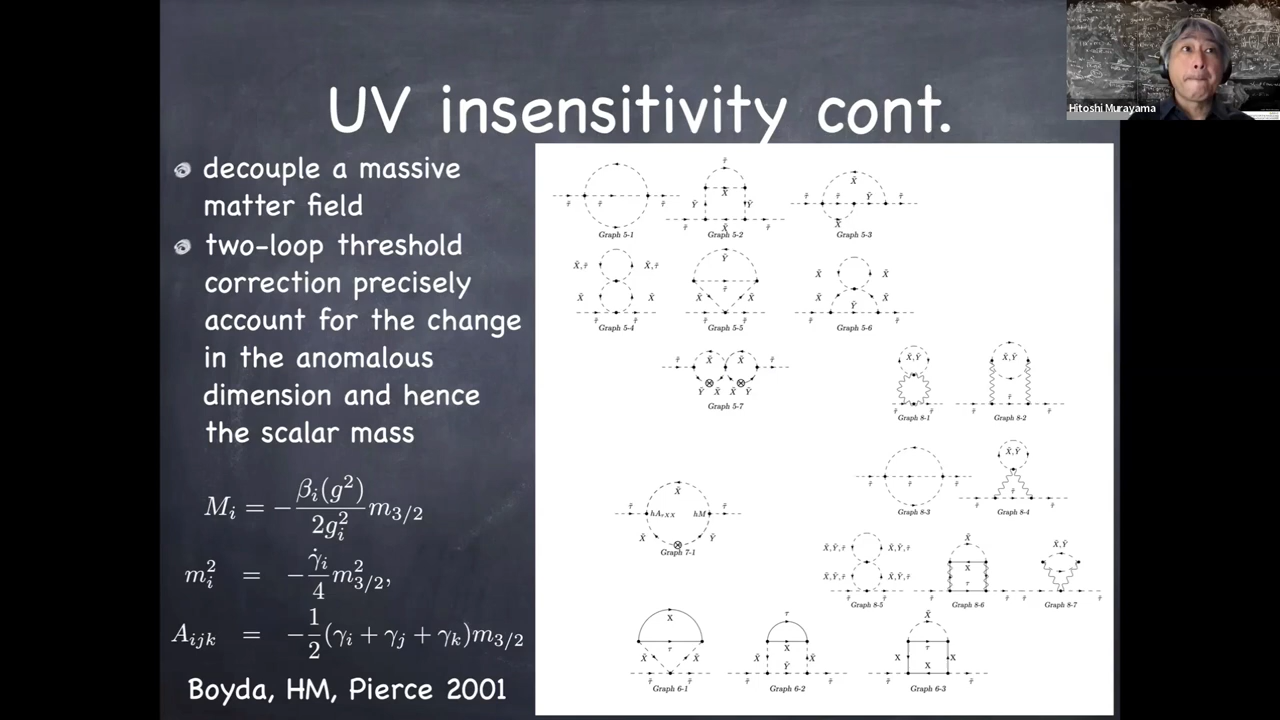 Hitoshi Murayama
UV insensitivity cont.
decouple a massive
matter field
two-loop threshold
correction precisely
account for the change
in the anomalous
dimension and hence
the scalar mass
M_i = -\frac{β_i(g^2)}{2g_i^2} m_{3/2}
m_i^2 = -\frac{\dot{γ}_i}{4} m_{3/2}^2,
A_{ijk} = -\frac{1}{2}(γ_i + γ_j + γ_k)m_{3/2}
Boyda, HM, Pierce 2001
Graph 5-1
Graph 5-2
Graph 5-3
Graph 5-4
Graph 5-5
Graph 5-6
Graph 5-7
Graph 8-1
Graph 8-2
Graph 8-3
Graph 8-4
Graph 7-1
Graph 8-5
Graph 8-6
Graph 8-7
Graph 6-1
Graph 6-2
Graph 6-3